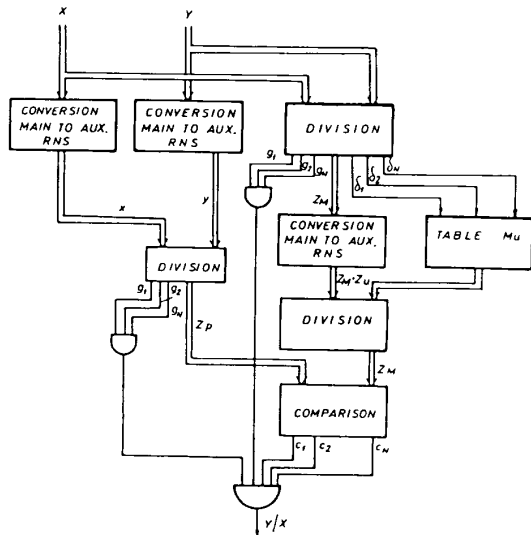 X Y
CONVERSION
MAIN TO AUX.
RNS
CONVERSION
MAIN TO AUX.
RNS
DIVISION
g1 g2 gN ZM δ1 δ2 δN
x y
CONVERSION
MAIN TO AUX.
RNS
TABLE Mu
DIVISION
g1 g2 gN Zp
ZM·Zu
DIVISION
ZM
COMPARISON
c1 c2 cN
Y/X